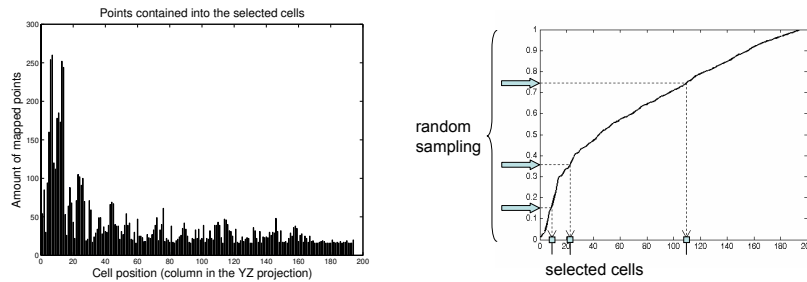 Points contained into the selected cells
Amount of mapped points
300
250
200
150
100
50
0
0 20 40 60 80 100 120 140 160 180 200
Cell position (column in the YZ projection)
random
sampling
1
0.9
0.8
0.7
0.6
0.5
0.4
0.3
0.2
0.1
0
0 20 40 60 80 100 120 140 160 180 200
selected cells